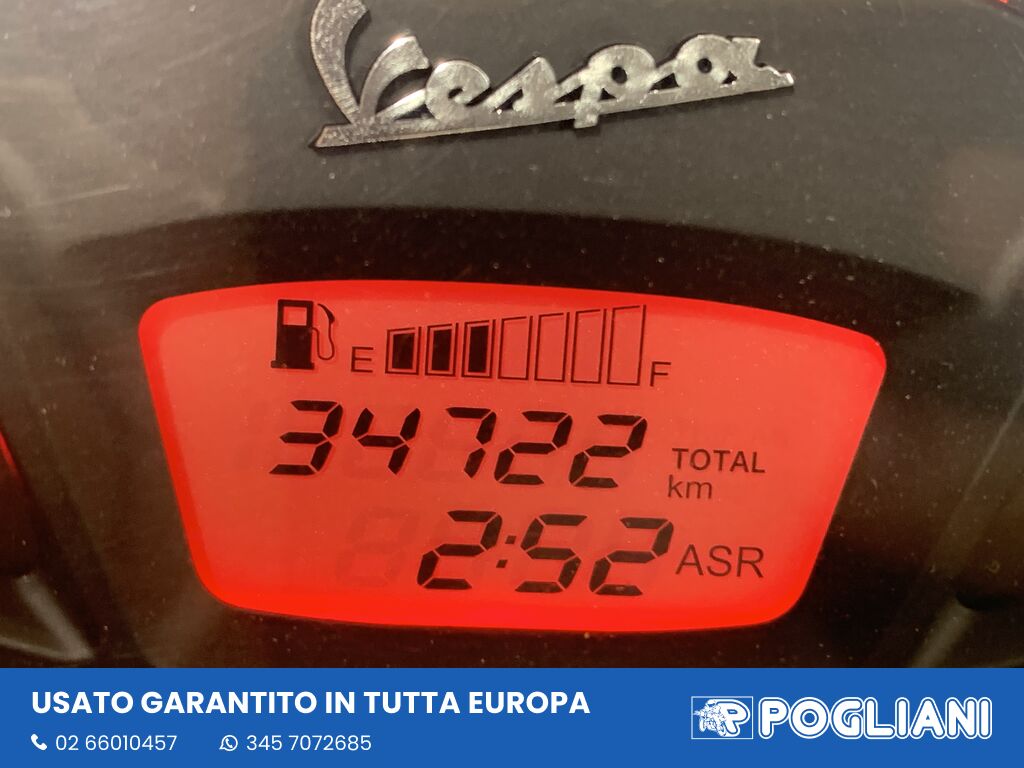 Vespa
E F
34722 TOTAL km
2:52 ASR
USATO GARANTITO IN TUTTA EUROPA
02 66010457 345 7072685
POGLIANI